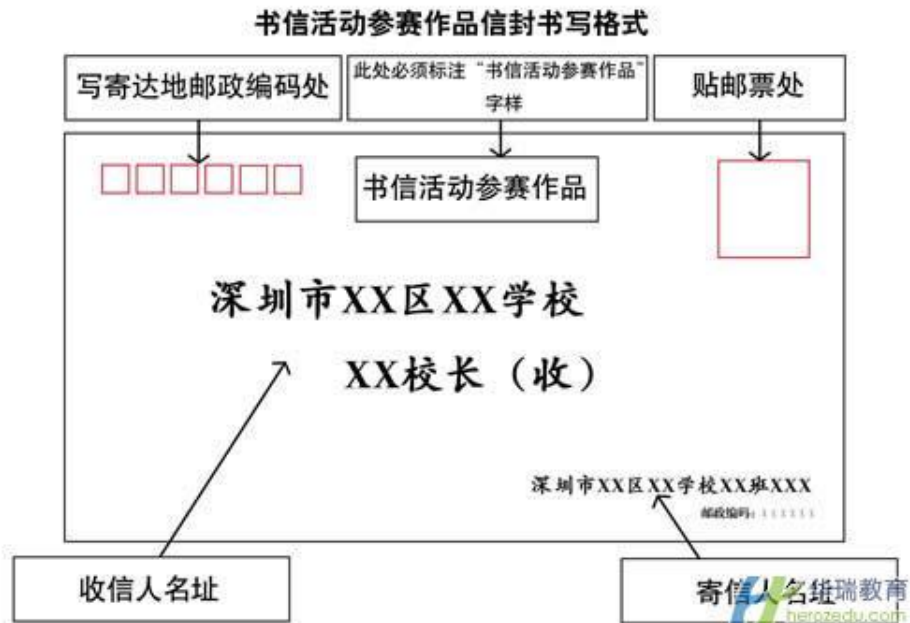 书信活动参赛作品信封书写格式
写寄达地邮政编码处
此处必须标注“书信活动参赛作品”
字样
贴邮票处
书信活动参赛作品
深圳市XX区XX学校
XX校长（收）
深圳市XX区XX学校XX班XXX
邮政编码：111111
收信人名址
寄信人名址
华瑞教育
herozedu.com